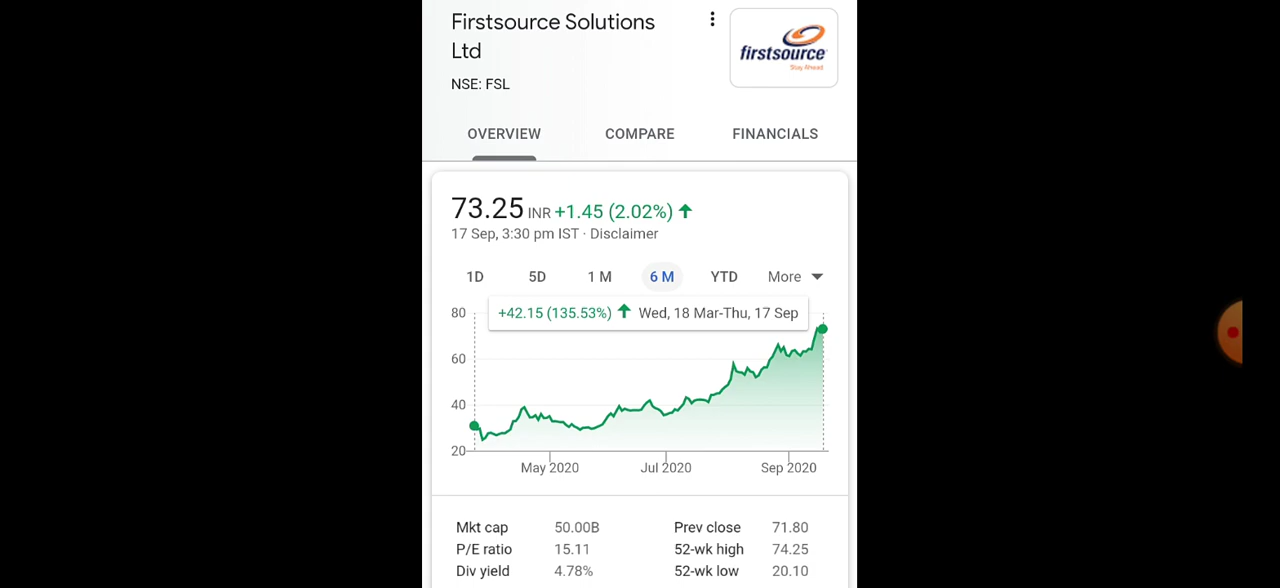 Firstsource Solutions
Ltd
NSE: FSL
firstsource
Stay Ahead
OVERVIEW COMPARE FINANCIALS
73.25 INR +1.45 (2.02%) ↑
17 Sep, 3:30 pm IST · Disclaimer
1D 5D 1 M 6 M YTD More
+42.15 (135.53%) ↑ Wed, 18 Mar-Thu, 17 Sep
80
60
40
20
May 2020 Jul 2020 Sep 2020
Mkt cap 50.00B Prev close 71.80
P/E ratio 15.11 52-wk high 74.25
Div yield 4.78% 52-wk low 20.10